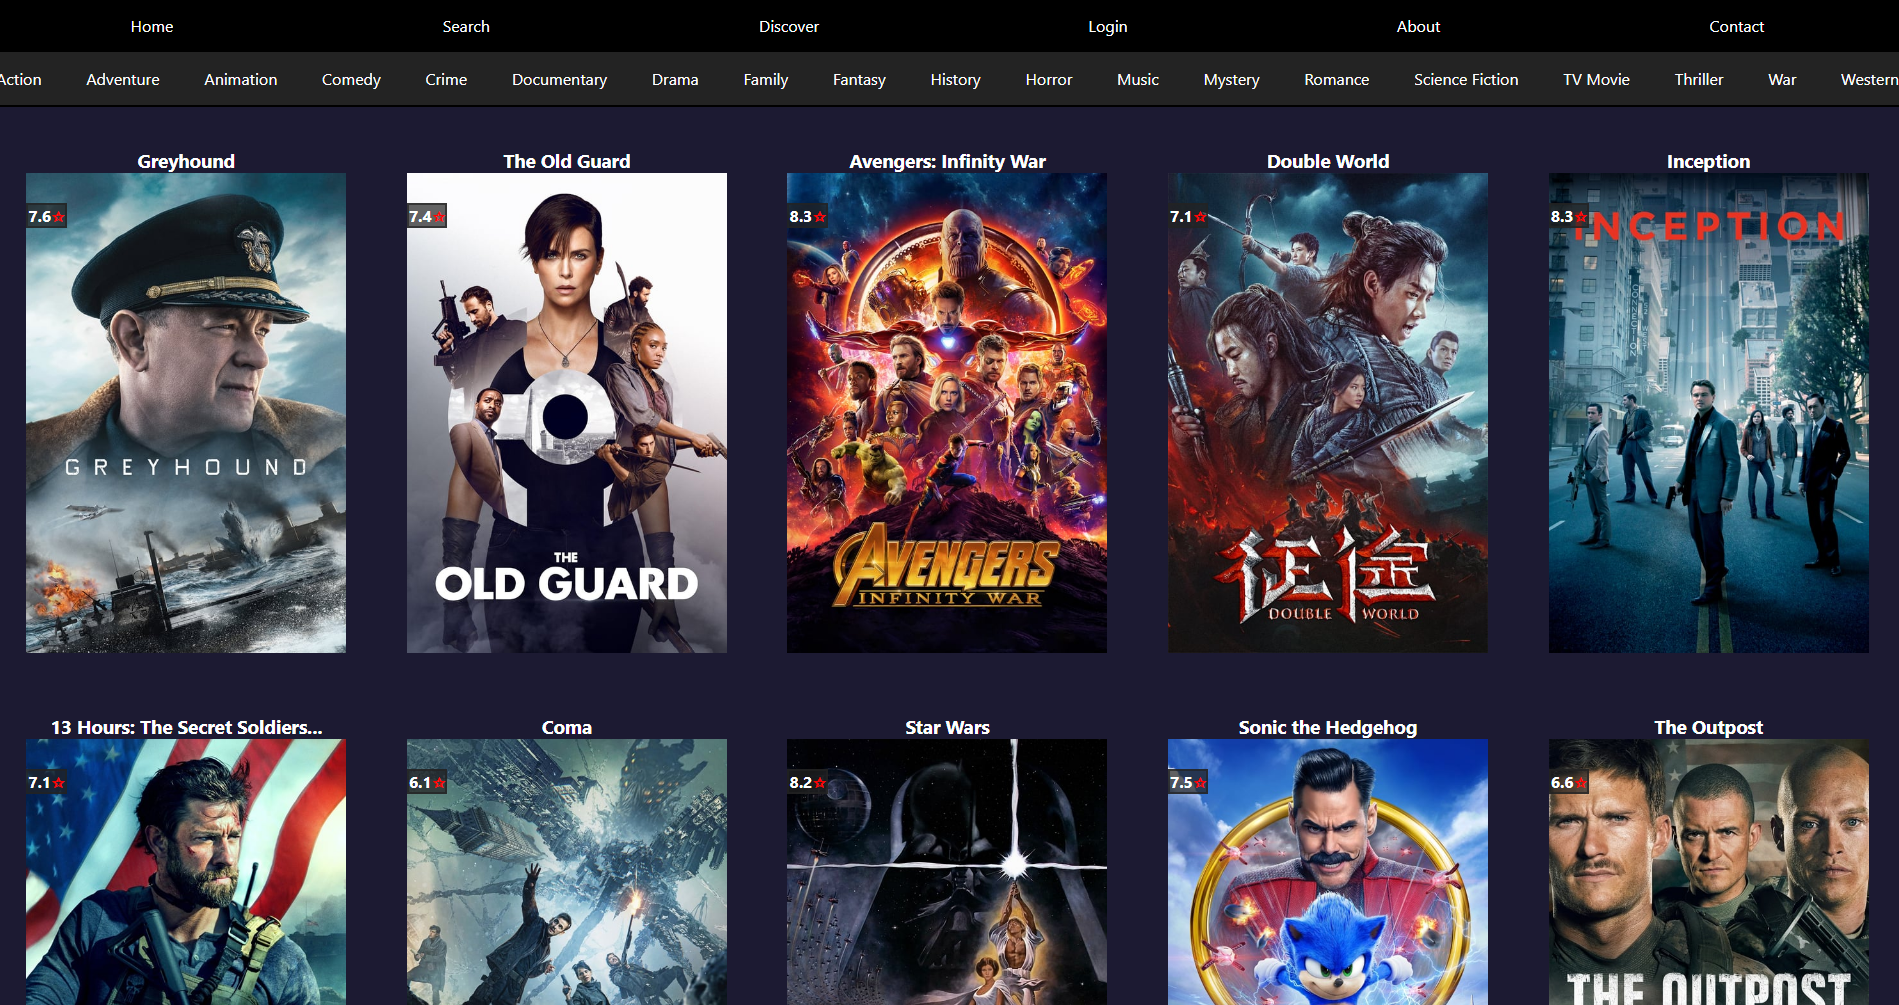 Home Search Discover Login About Contact
Action Adventure Animation Comedy Crime Documentary Drama Family Fantasy History Horror Music Mystery Romance Science Fiction TV Movie Thriller War Western
Greyhound
7.6☆
GREYHOUND
The Old Guard
7.4☆
THE
OLD GUARD
Avengers: Infinity War
8.3☆
AVENGERS
INFINITY WAR
Double World
7.1☆
征途
DOUBLE WORLD
Inception
8.3☆
INCEPTION
13 Hours: The Secret Soldiers...
7.1☆
Coma
6.1☆
Star Wars
8.2☆
Sonic the Hedgehog
7.5☆
The Outpost
6.6☆
THE OUTPOST